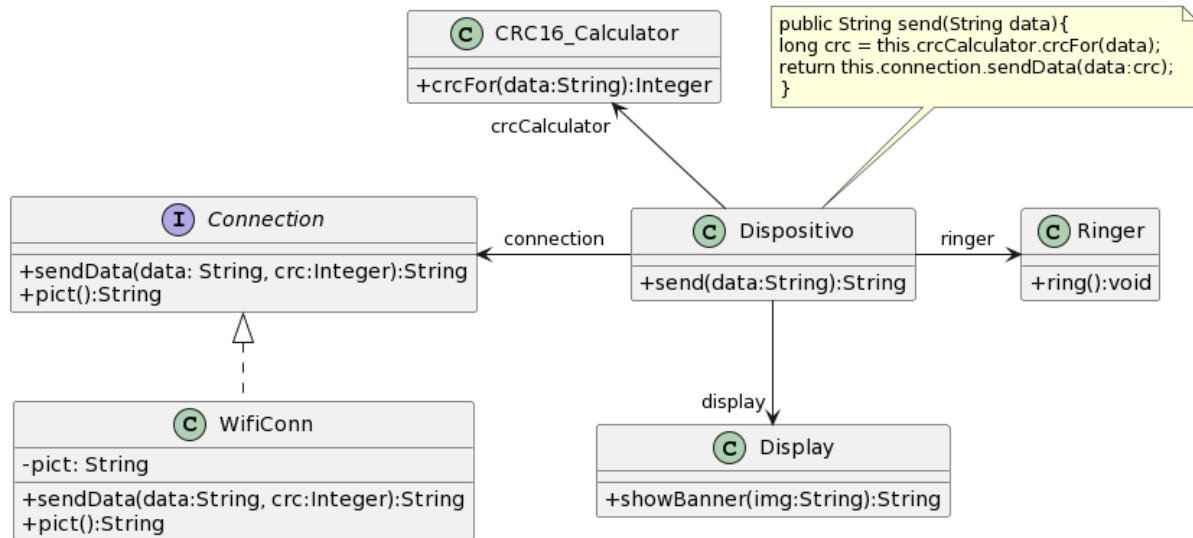 public String send(String data){
long crc = this.crcCalculator.crcFor(data);
return this.connection.sendData(data:crc);
}
C CRC16_Calculator
+crcFor(data:String):Integer
crcCalculator
I Connection
+sendData(data: String, crc:Integer):String
+pict():String
connection
C Dispositivo
+send(data:String):String
ringer
C Ringer
+ring():void
C WifiConn
-pict: String
+sendData(data:String, crc:Integer):String
+pict():String
display
C Display
+showBanner(img:String):String